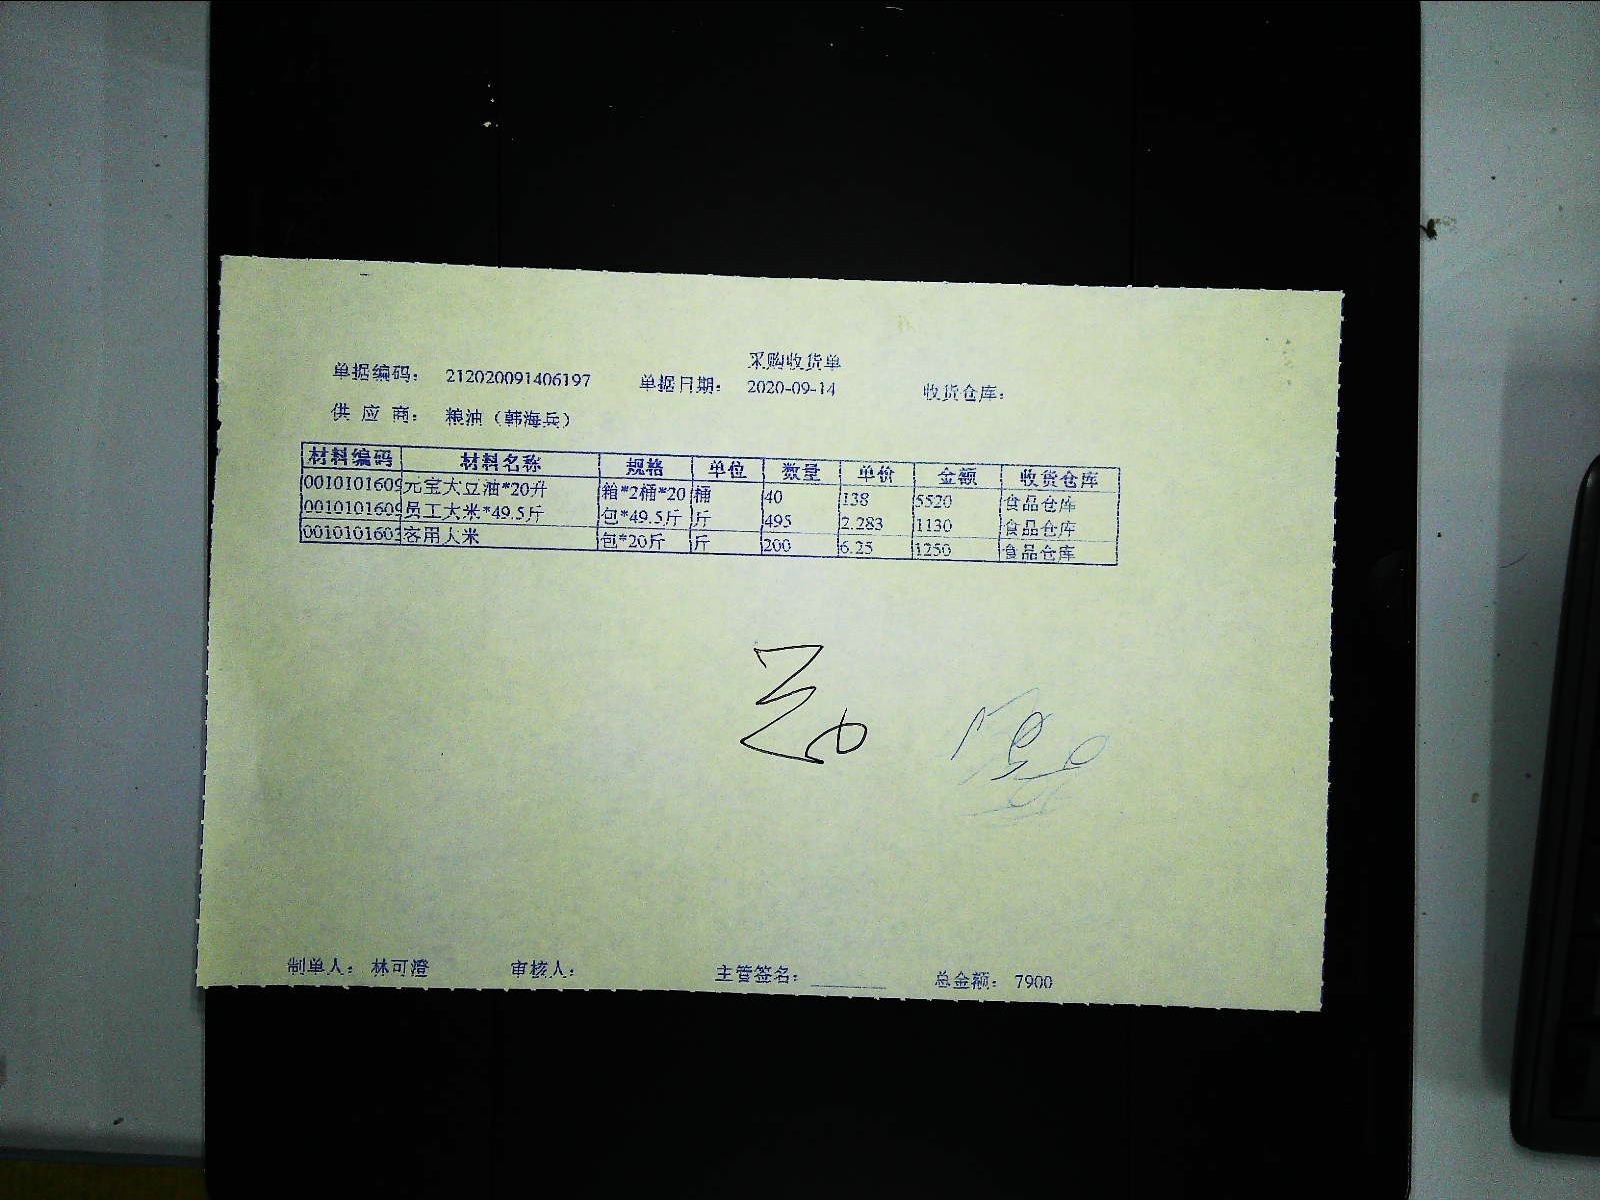 采购收货单
单据编码： 212020091406197 单据日期： 2020-09-14 收货仓库：
供 应 商： 粮油（韩海兵）
材料编码 材料名称 规格 单位 数量 单价 金额 收货仓库
0010101609 元宝大豆油*20升 箱*2桶*20 桶 40 138 5520 食品仓库
0010101609 员工大米*49.5斤 包*49.5斤 斤 495 2.283 1130 食品仓库
001010160 客用大米 包*20斤 斤 200 6.25 1250 食品仓库
制单人： 林可澄 审核人： 主管签名： 总金额： 7900